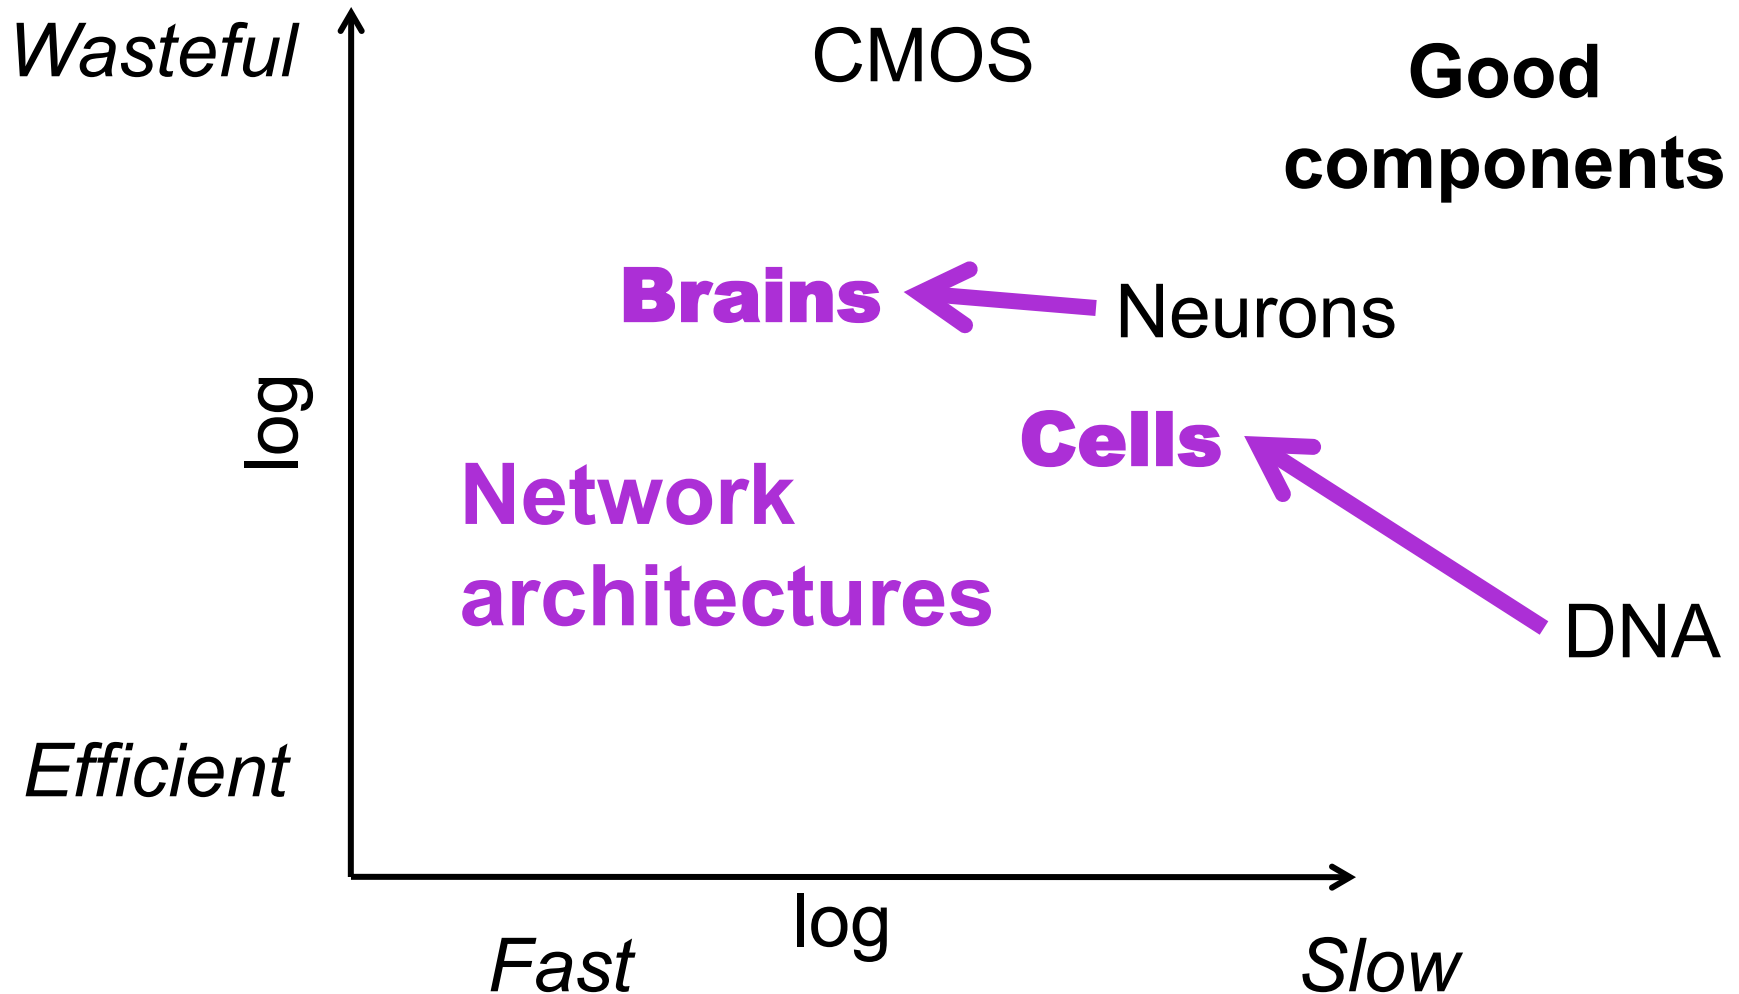 Wasteful
CMOS
Good
components
Brains
Neurons
log
Cells
Network
architectures
DNA
Efficient
log
Fast
Slow